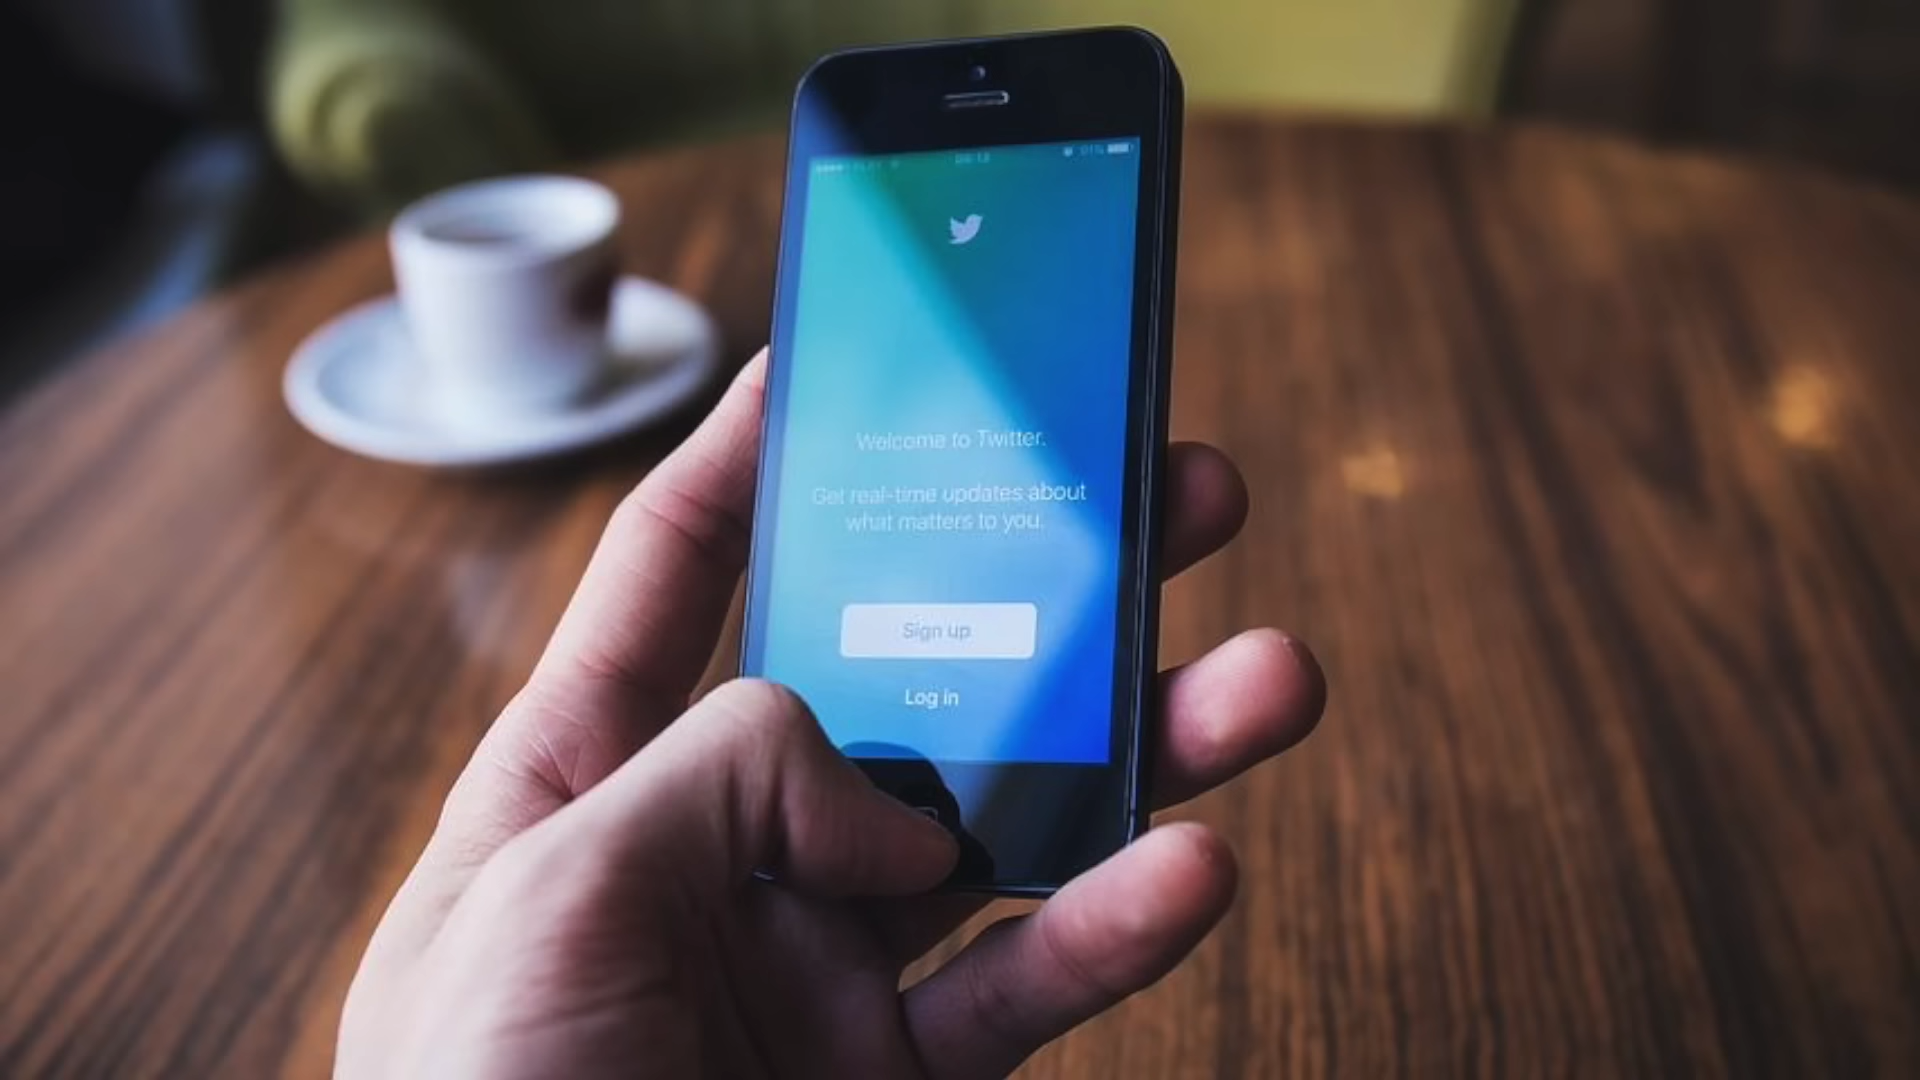 Welcome to Twitter.
Get real-time updates about
what matters to you.
Sign up
Log in